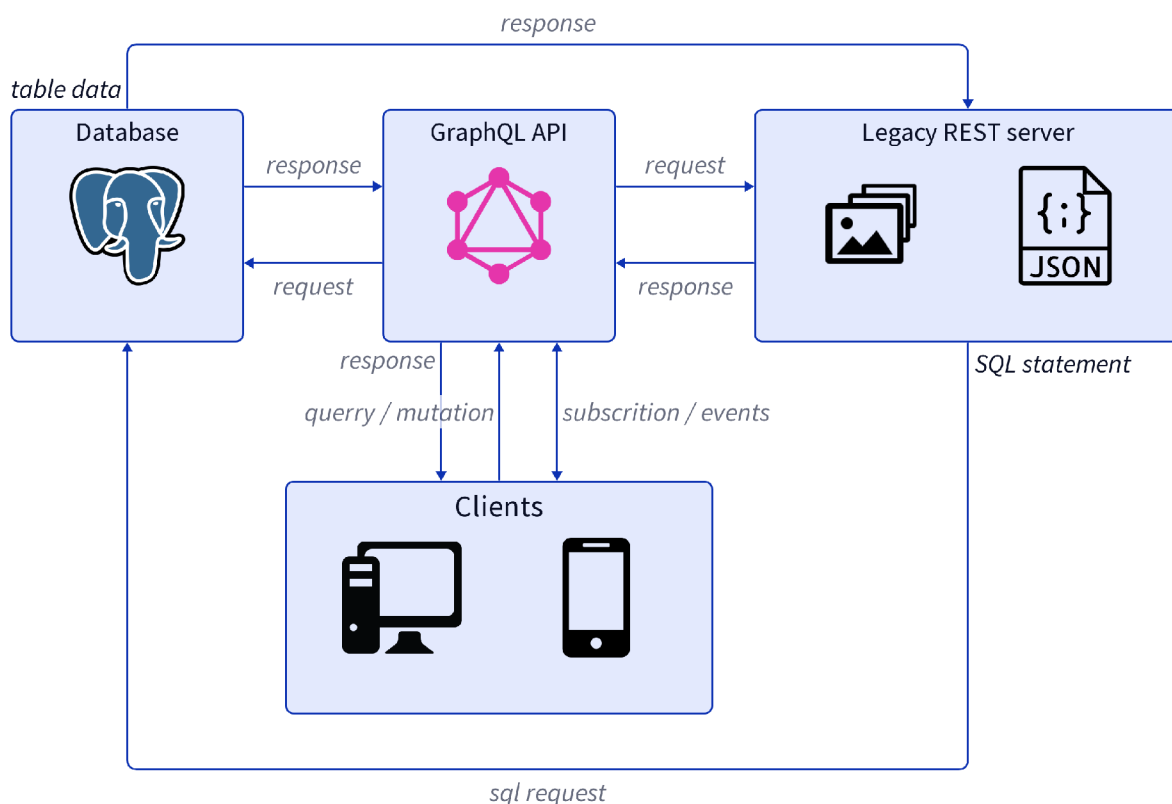 response
table data
Database
GraphQL API
Legacy REST server
response
request
{;}
JSON
request
response
response
SQL statement
querry / mutation
subscrition / events
Clients
sql request